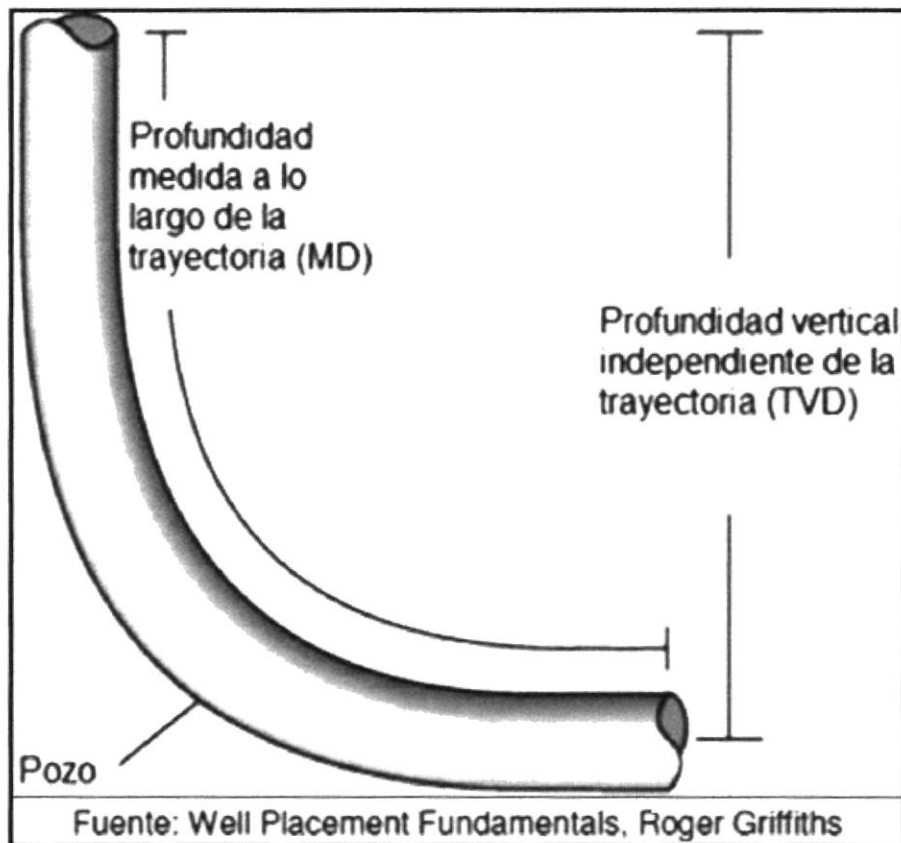 Profundidad
medida a lo
largo de la
trayectoria (MD)
Profundidad vertical
independiente de la
trayectoria (TVD)
Pozo
Fuente: Well Placement Fundamentals, Roger Griffiths